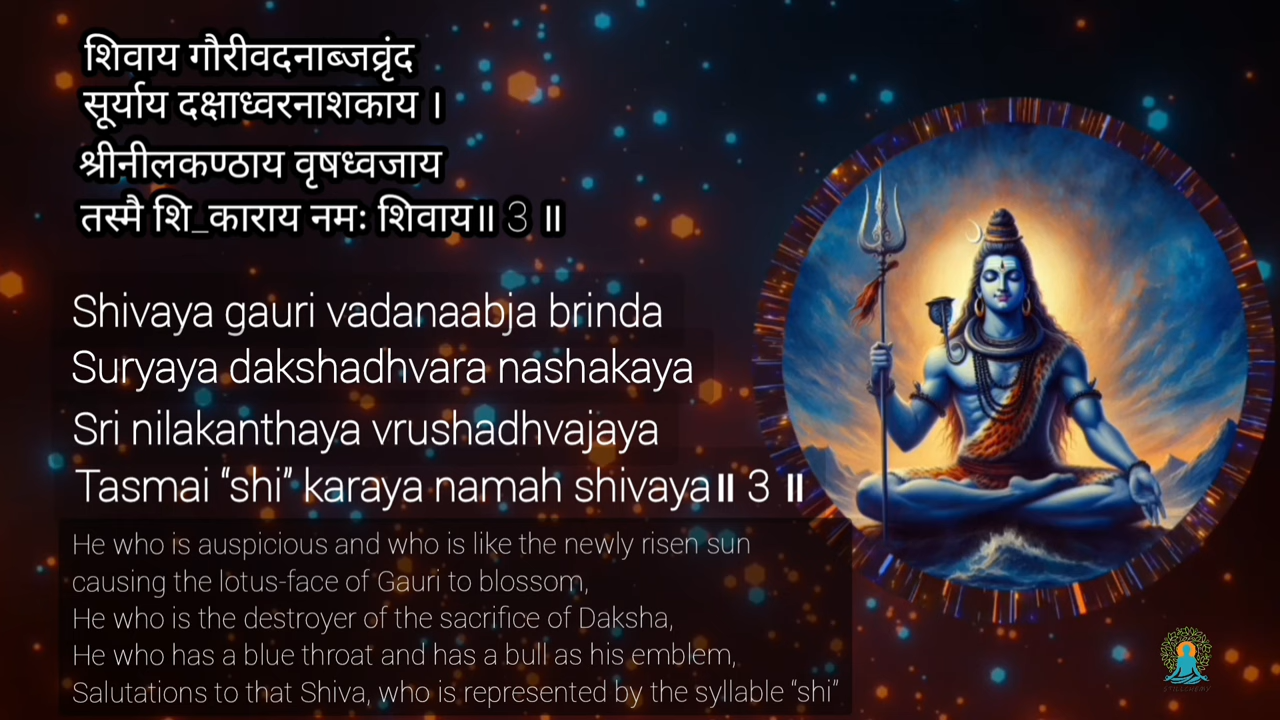 शिवाय गौरीवदनाब्जव्रृंद
सूर्याय दक्षाध्वरनाशकाय ।
श्रीनीलकण्ठाय वृषध्वजाय
तस्मै शि_काराय नमः शिवाय॥ 3 ॥
Shivaya gauri vadanaabja brinda
Suryaya dakshadhvara nashakaya
Sri nilakanthaya vrushadhvajaya
Tasmai “shi” karaya namah shivaya॥ 3 ॥
He who is auspicious and who is like the newly risen sun
causing the lotus-face of Gauri to blossom,
He who is the destroyer of the sacrifice of Daksha,
He who has a blue throat and has a bull as his emblem,
Salutations to that Shiva, who is represented by the syllable “shi”